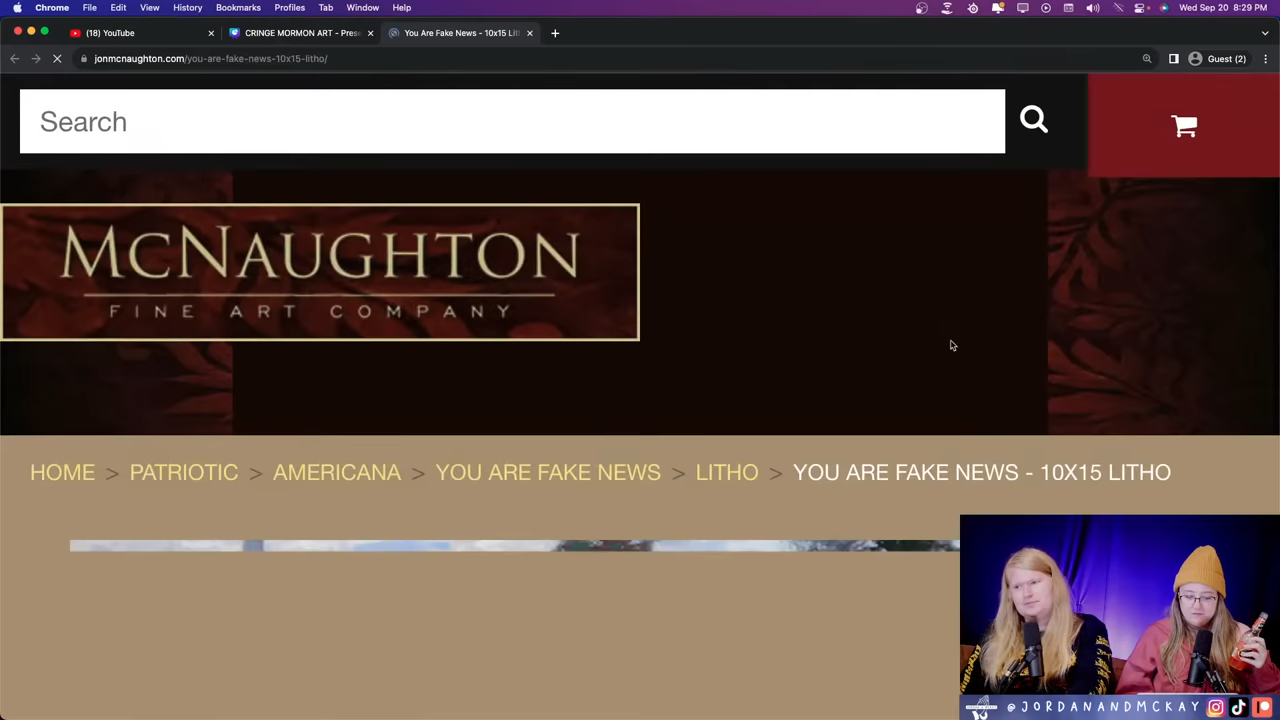 Chrome File Edit View History Bookmarks Profiles Tab Window Help Wed Sep 20 8:29 PM
(18) YouTube CRINGE MORMON ART - Prese You Are Fake News - 10x15 Lit
jonmcnaughton.com/you-are-fake-news-10x15-litho/ Guest (2)
Search
McNAUGHTON
FINE ART COMPANY
HOME > PATRIOTIC > AMERICANA > YOU ARE FAKE NEWS > LITHO > YOU ARE FAKE NEWS - 10X15 LITHO
@JORDANANDMCKAY